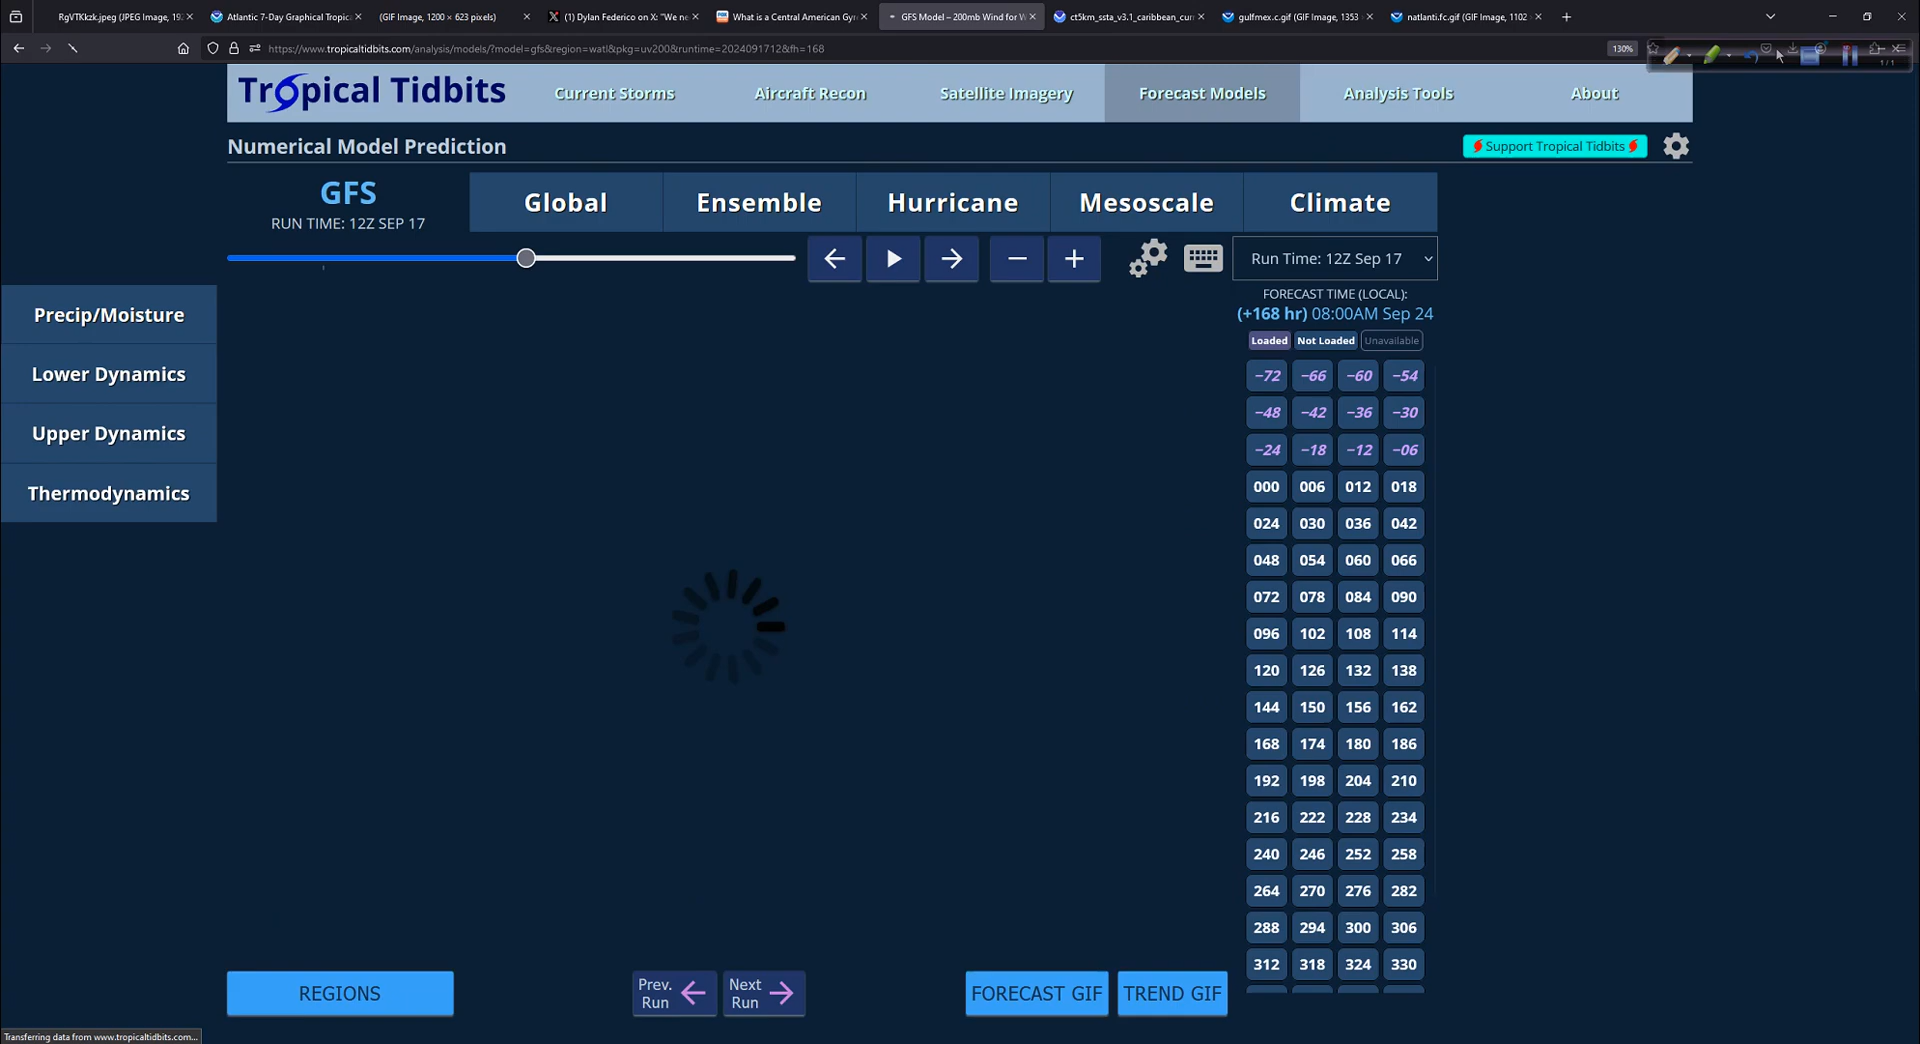 RgVTKkzk.jpeg (JPEG Image, 19
Atlantic 7-Day Graphical Tropic
(GIF Image, 1200 × 623 pixels)
(1) Dylan Federico on X: "We ne
What is a Central American Gyr
GFS Model – 200mb Wind for W
ct5km_ssta_v3.1_caribbean_curr
gulfmex.c.gif (GIF Image, 1353
natlanti.fc.gif (GIF Image, 1102
https://www.tropicaltidbits.com/analysis/models/?model=gfs&region=watl&pkg=uv200&runtime=2024091712&fh=168
130%
1/1
Tropical Tidbits
Current Storms
Aircraft Recon
Satellite Imagery
Forecast Models
Analysis Tools
About
Numerical Model Prediction
Support Tropical Tidbits
GFS
RUN TIME: 12Z SEP 17
Global
Ensemble
Hurricane
Mesoscale
Climate
Run Time: 12Z Sep 17
FORECAST TIME (LOCAL):
(+168 hr) 08:00AM Sep 24
Loaded Not Loaded Unavailable
Precip/Moisture
Lower Dynamics
Upper Dynamics
Thermodynamics
−72 −66 −60 −54
−48 −42 −36 −30
−24 −18 −12 −06
000 006 012 018
024 030 036 042
048 054 060 066
072 078 084 090
096 102 108 114
120 126 132 138
144 150 156 162
168 174 180 186
192 198 204 210
216 222 228 234
240 246 252 258
264 270 276 282
288 294 300 306
312 318 324 330
REGIONS
Prev.
Run
Next
Run
FORECAST GIF
TREND GIF
Transferring data from www.tropicaltidbits.com...